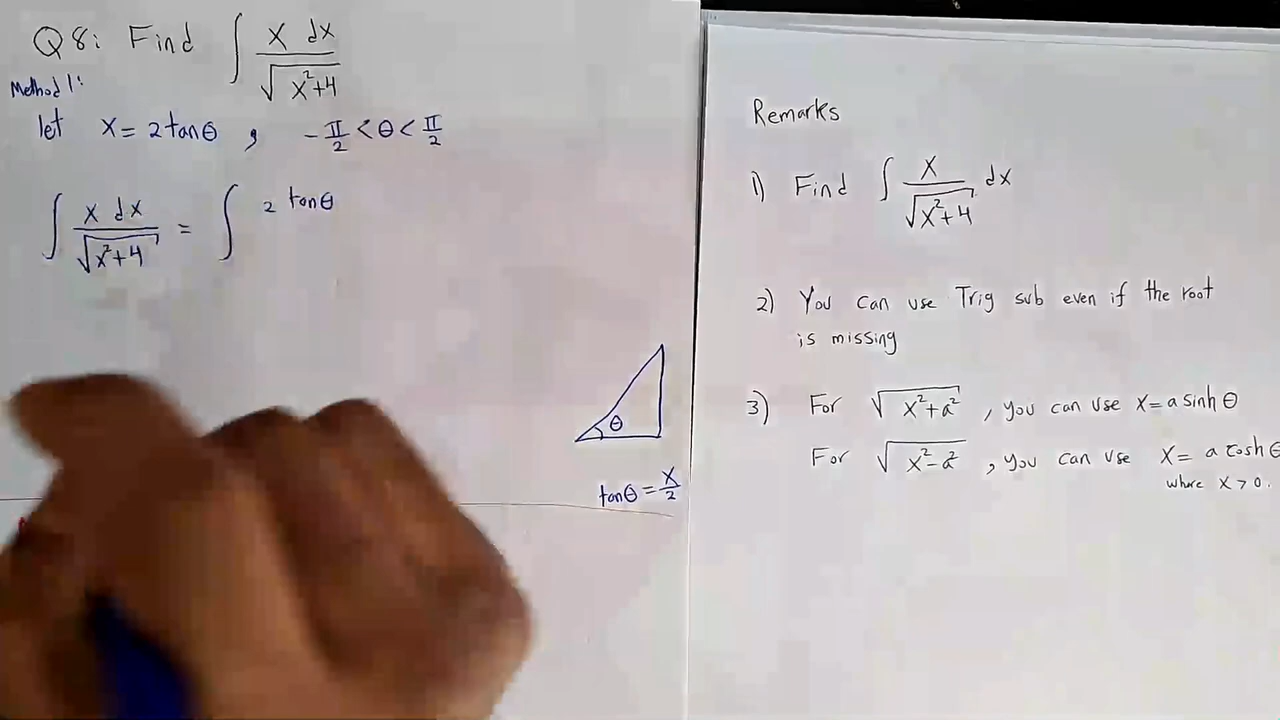 Q8: Find ∫ x dx / √(x²+4)
Method 1:
let x = 2 tanθ , -π/2 < θ < π/2
∫ x dx / √(x²+4) = ∫ 2 tanθ
θ
tanθ = x/2
Remarks
1) Find ∫ x / √(x²+4) dx
2) You can use Trig sub even if the root
is missing
3) For √(x²+a²) , you can use x = a sinh θ
For √(x²-a²) , you can use x = a cosh θ
where x > 0.